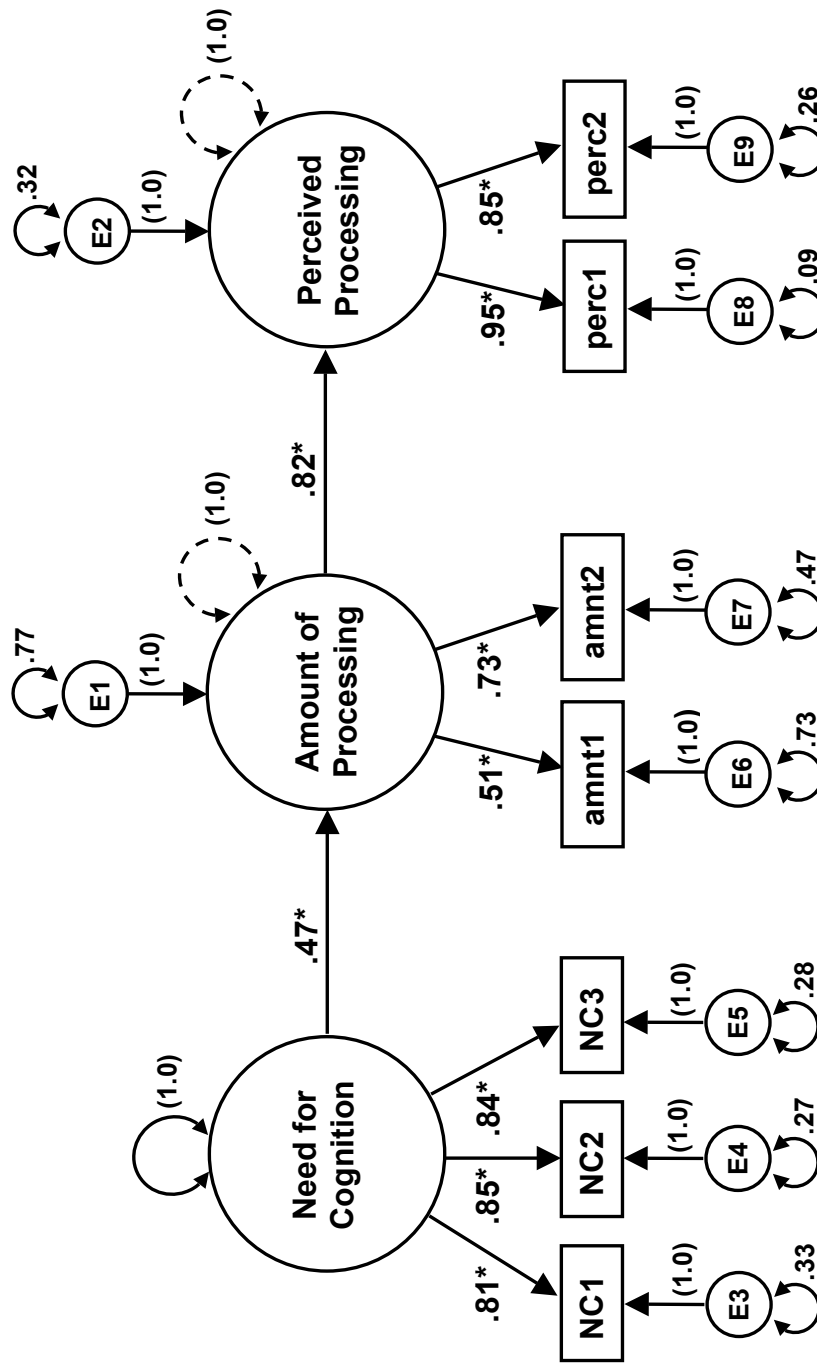 .32
.77
E2
(1.0)
E1
(1.0)
(1.0)
(1.0)
(1.0)
Need for
Cognition
.47*
Amount of
Processing
.82*
Perceived
Processing
.81*
.85*
.84*
.51*
.73*
.95*
.85*
NC1
NC2
NC3
amnt1
amnt2
perc1
perc2
(1.0)
(1.0)
(1.0)
(1.0)
(1.0)
(1.0)
(1.0)
E3
E4
E5
E6
E7
E8
E9
.33
.27
.28
.73
.47
.09
.26